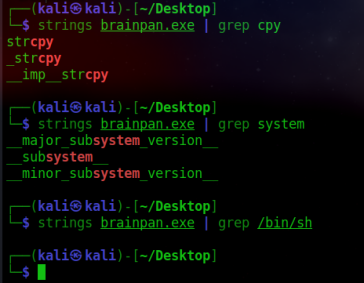 ┌──(kali㉿kali)-[~/Desktop]
└─$ strings brainpan.exe | grep cpy
strcpy
_strcpy
__imp__strcpy
┌──(kali㉿kali)-[~/Desktop]
└─$ strings brainpan.exe | grep system
__major_subsystem_version__
__subsystem__
__minor_subsystem_version__
┌──(kali㉿kali)-[~/Desktop]
└─$ strings brainpan.exe | grep /bin/sh
┌──(kali㉿kali)-[~/Desktop]
└─$